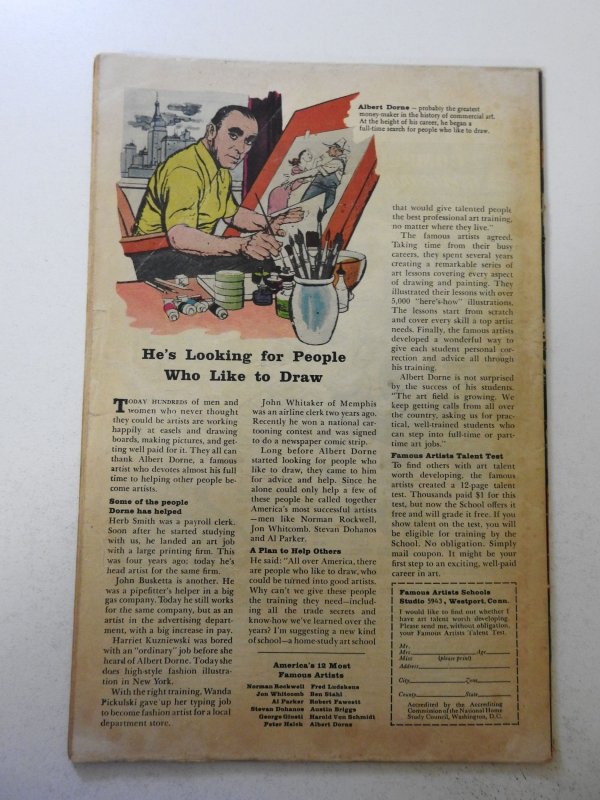 Albert Dorne — probably the greatest
money-maker in the history of commercial art.
At the height of his career, he began a
full-time search for people who like to draw.
He's Looking for People
Who Like to Draw
TODAY HUNDREDS of men and
women who never thought
they could be artists are working
happily at easels and drawing
boards, making pictures, and get-
ting well paid for it. They all can
thank Albert Dorne, a famous
artist who devotes almost his full
time to helping other people be-
come artists.
Some of the people
Dorne has helped
Herb Smith was a payroll clerk.
Soon after he started studying
with us, he landed an art job
with a large printing firm. This
was four years ago; today he's
head artist for the same firm.
John Busketta is another. He
was a pipefitter's helper in a big
gas company. Today he still works
for the same company, but as an
artist in the advertising depart-
ment, with a big increase in pay.
Harriet Kuzniewski was bored
with an "ordinary" job before she
heard of Albert Dorne. Today she
does high-style fashion illustra-
tion in New York.
With the right training, Wanda
Pickulski gave up her typing job
to become fashion artist for a local
department store.
John Whitaker of Memphis
was an airline clerk two years ago.
Recently he won a national car-
tooning contest and was signed
to do a newspaper comic strip.
Long before Albert Dorne
started looking for people who
like to draw, they came to him
for advice and help. Since he
alone could only help a few of
these people he called together
America's most successful artists
—men like Norman Rockwell,
Jon Whitcomb, Stevan Dohanos
and Al Parker.
A Plan to Help Others
He said: "All over America, there
are people who like to draw, who
could be turned into good artists.
Why can't we give these people
the training they need—includ-
ing all the trade secrets and
know-how we've learned over the
years? I'm suggesting a new kind
of school—a home-study art school
America's 12 Most
Famous Artists
Norman Rockwell Fred Ludekens
Jon Whitcomb Ben Stahl
Al Parker Robert Fawcett
Stevan Dohanos Austin Briggs
George Giusti Harold Von Schmidt
Peter Helck Albert Dorne
that would give talented people
the best professional art training,
no matter where they live."
The famous artists agreed.
Taking time from their busy
careers, they spent several years
creating a remarkable series of
art lessons covering every aspect
of drawing and painting. They
illustrated their lessons with over
5,000 "here's-how" illustrations.
The lessons start from scratch
and cover every skill a top artist
needs. Finally, the famous artists
developed a wonderful way to
give each student personal cor-
rection and advice all through
his training.
Albert Dorne is not surprised
by the success of his students.
"The art field is growing. We
keep getting calls from all over
the country, asking us for prac-
tical, well-trained students who
can step into full-time or part-
time art jobs."
Famous Artists Talent Test
To find others with art talent
worth developing, the famous
artists created a 12-page talent
test. Thousands paid $1 for this
test, but now the School offers it
free and will grade it free. If you
show talent on the test, you will
be eligible for training by the
School. No obligation. Simply
mail coupon. It might be your
first step to an exciting, well-paid
career in art.
Famous Artists Schools
Studio 5943, Westport, Conn.
I would like to find out whether I
have art talent worth developing.
Please send me, without obligation,
your Famous Artists Talent Test.
Mr.
Mrs. Age
Miss (please print)
Address
City Zone
County State
Accredited by the Accrediting
Commission of the National Home
Study Council, Washington, D.C.